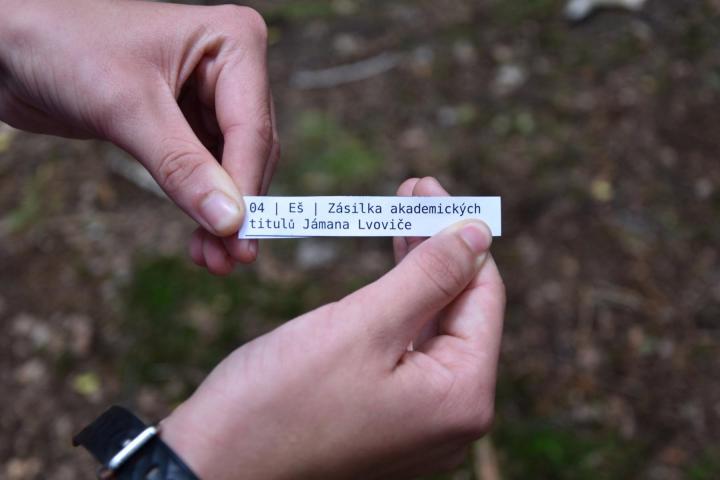 04 | Eš | Zásilka akademických
titulů Jámana Lvoviče